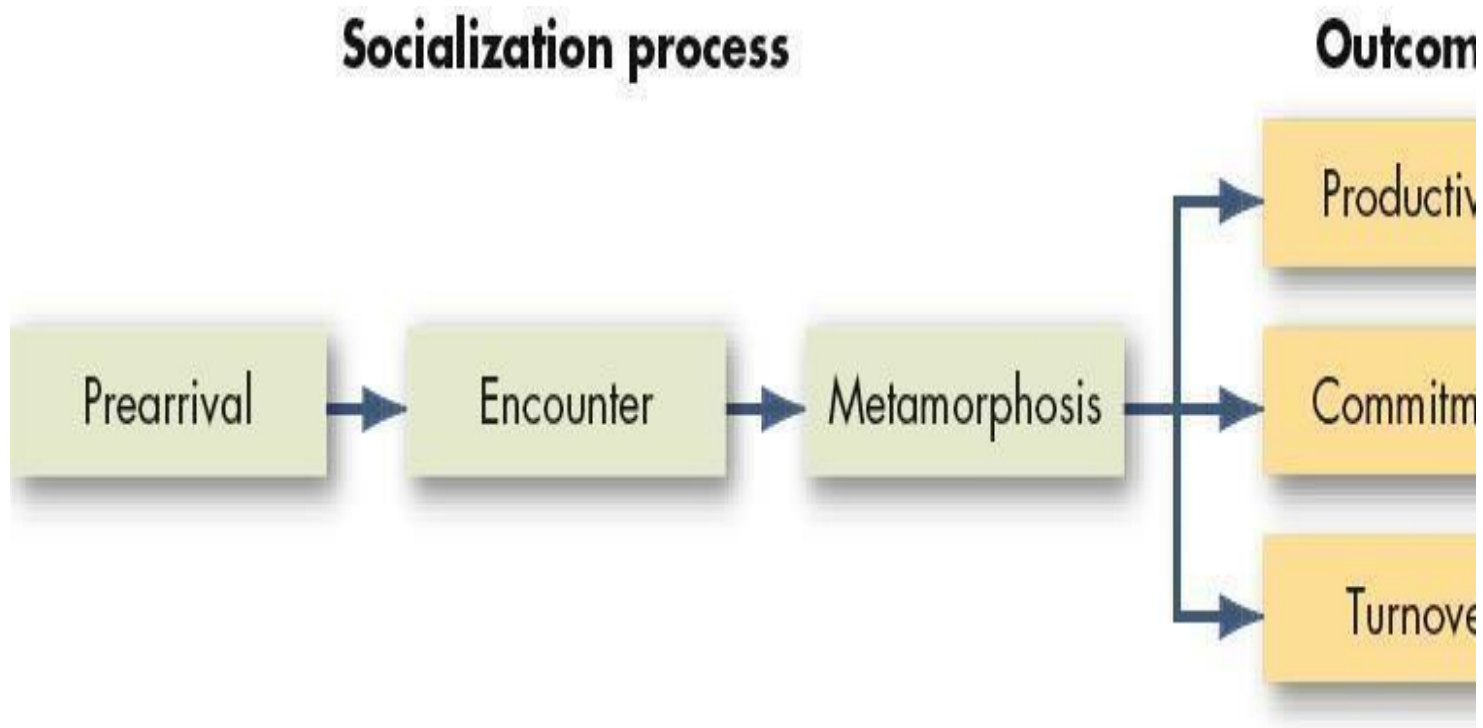 Socialization process
Outcom
Productiv
Prearrival
Encounter
Metamorphosis
Commitm
Turnove